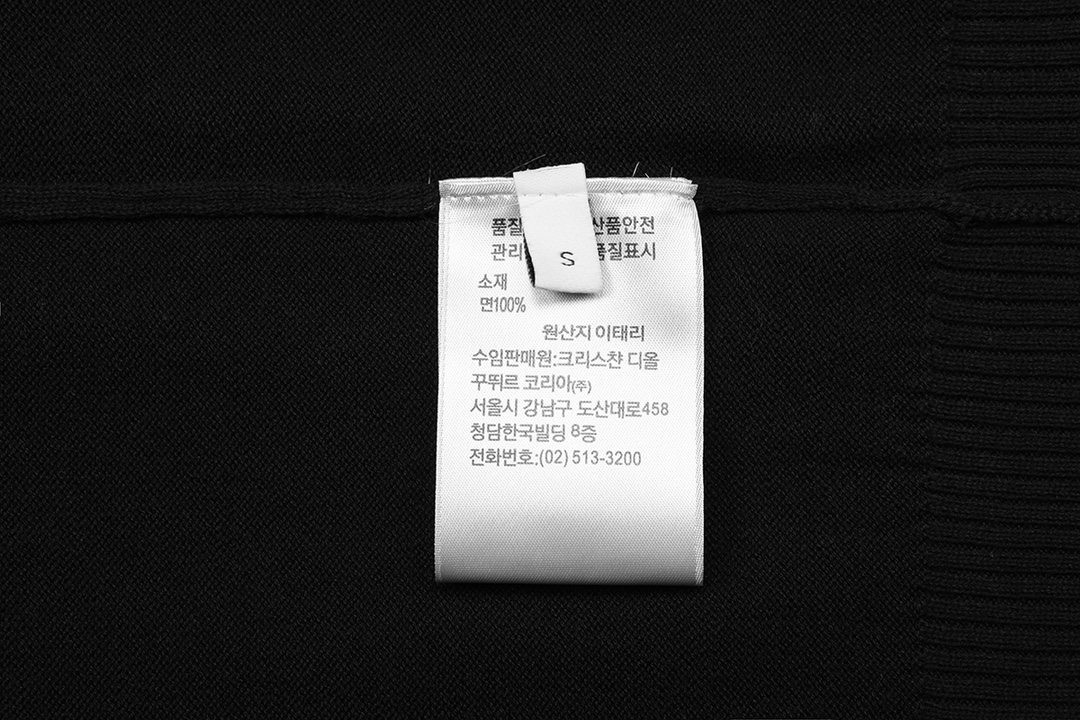 품질 산품안전
관리 품질표시
S
소재
면100%
원산지 이태리
수임판매원:크리스챤 디올
꾸뛰르 코리아(주)
서울시 강남구 도산대로458
청담한국빌딩 8층
전화번호:(02) 513-3200